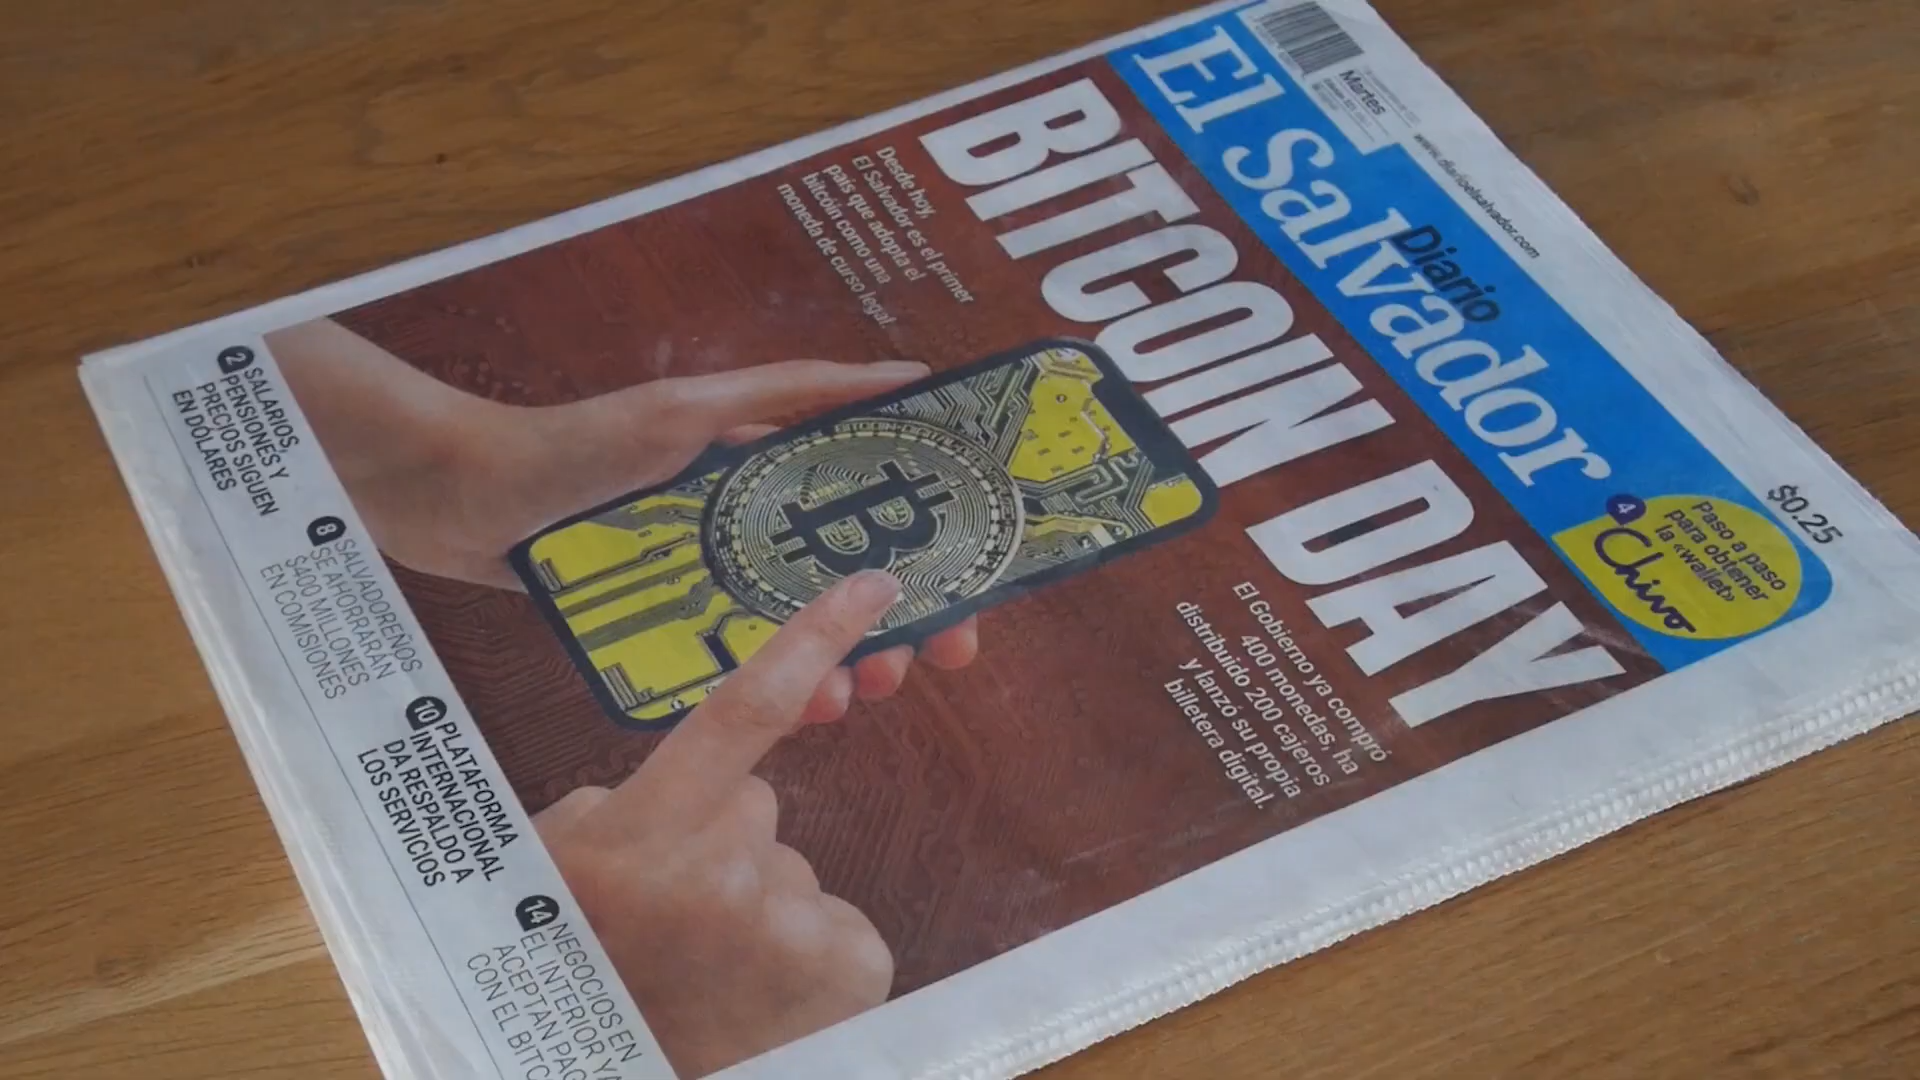 Martes
www.diarioelsalvador.com
Diario
El Salvador
$0.25
Paso a paso
para obtener
la «wallet»
4
Chivo
BITCOIN DAY
Desde hoy,
El Salvador es el primer
país que adopta el
bitcóin como una
moneda de curso legal.
El Gobierno ya compró
400 monedas, ha
distribuido 200 cajeros
y lanzó su propia
billetera digital.
2 SALARIOS,
PENSIONES Y
PRECIOS SIGUEN
EN DÓLARES
8 SALVADOREÑOS
SE AHORRARÁN
$400 MILLONES
EN COMISIONES
10 PLATAFORMA
INTERNACIONAL
DA RESPALDO A
LOS SERVICIOS
14 NEGOCIOS EN
EL INTERIOR YA
ACEPTAN PAG
CON EL BITC